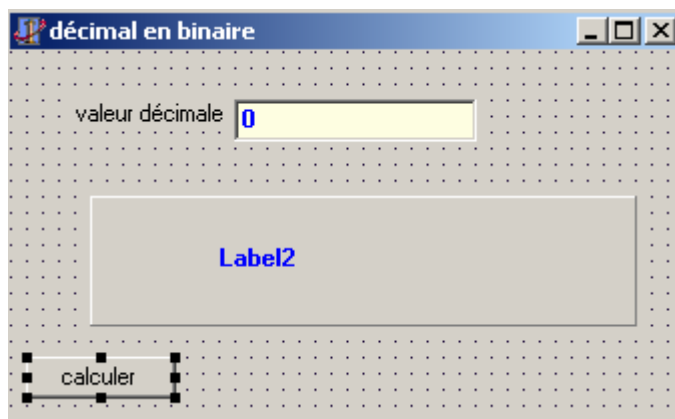 décimal en binaire
valeur décimale 0
Label2
calculer